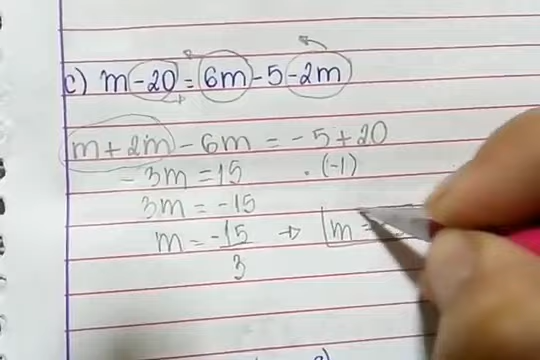 c) m - 20 = 6m - 5 - 2m
m + 2m - 6m = -5 + 20
- 3m = 15 . (-1)
3m = -15
m = -15/3 → m =